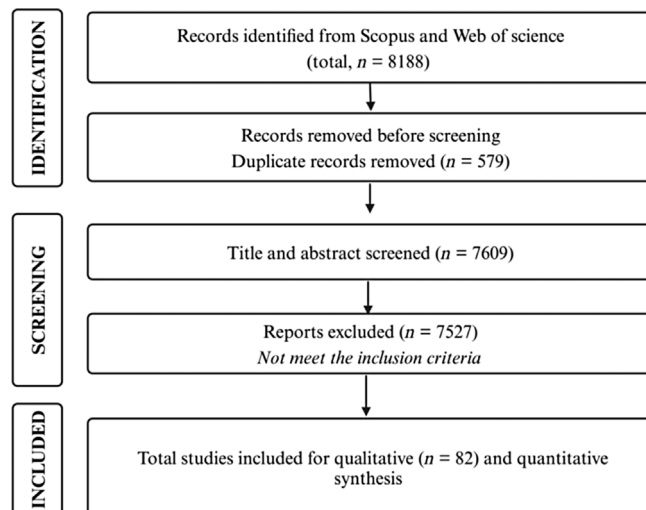 IDENTIFICATION
Records identified from Scopus and Web of science
(total, n = 8188)
Records removed before screening
Duplicate records removed (n = 579)
SCREENING
Title and abstract screened (n = 7609)
Reports excluded (n = 7527)
Not meet the inclusion criteria
INCLUDED
Total studies included for qualitative (n = 82) and quantitative
synthesis